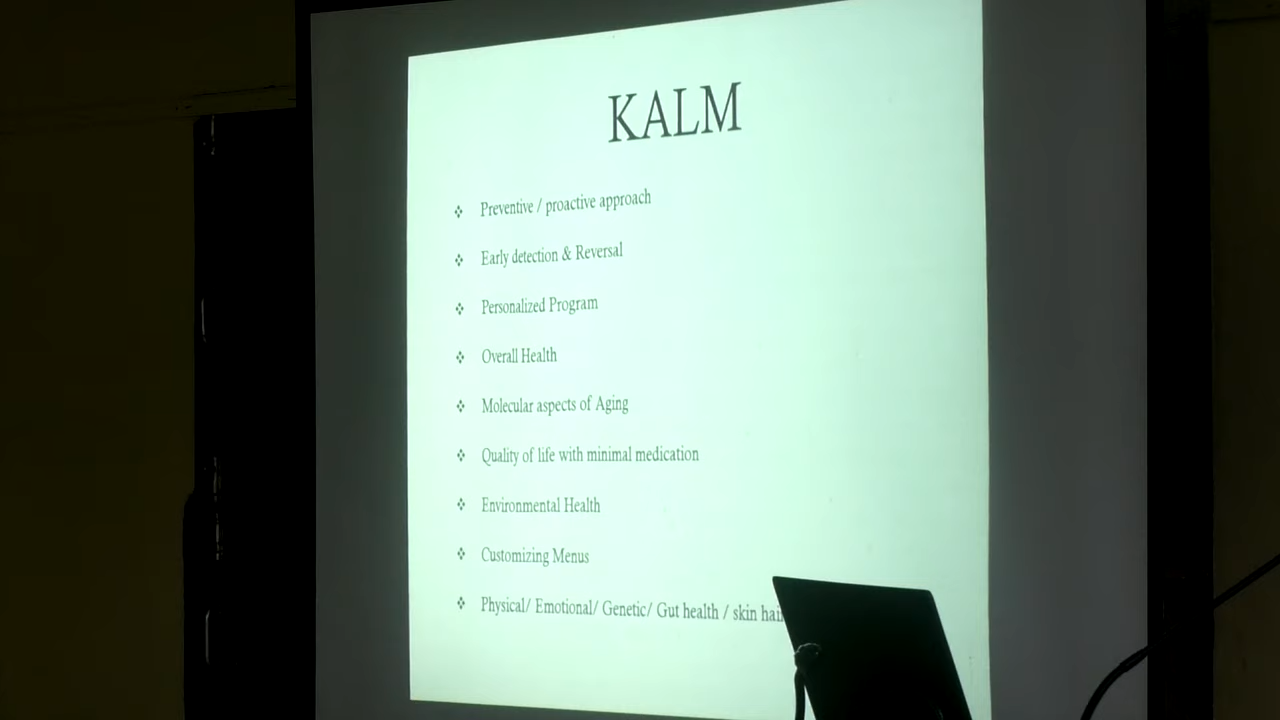 KALM
Preventive / proactive approach
Early detection & Reversal
Personalized Program
Overall Health
Molecular aspects of Aging
Quality of life with minimal medication
Environmental Health
Customizing Menus
Physical/ Emotional/ Genetic/ Gut health / skin